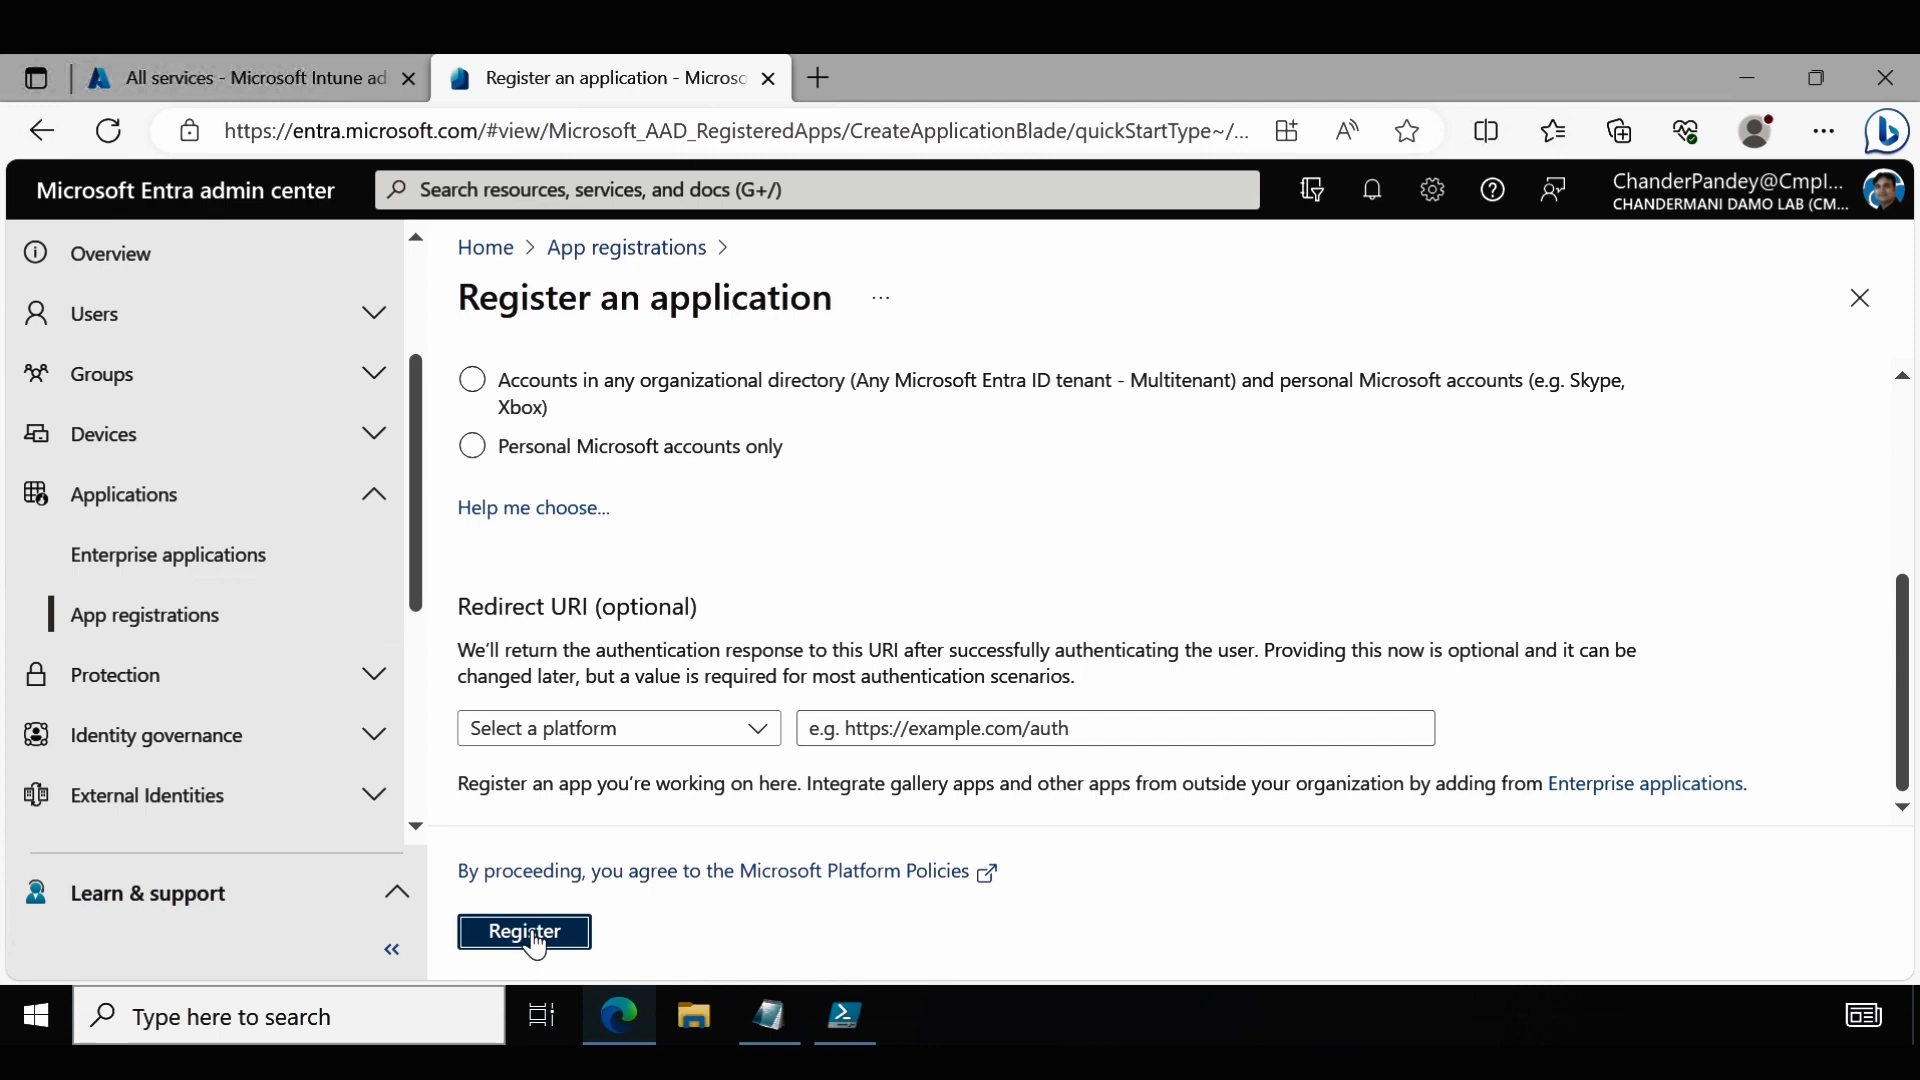 All services - Microsoft Intune ad
Register an application - Microso
https://entra.microsoft.com/#view/Microsoft_AAD_RegisteredApps/CreateApplicationBlade/quickStartType~/...
Microsoft Entra admin center
Search resources, services, and docs (G+/)
ChanderPandey@Cmpl...
CHANDERMANI DAMO LAB (CM...
Overview
Users
Groups
Devices
Applications
Enterprise applications
App registrations
Protection
Identity governance
External Identities
Learn & support
Home > App registrations >
Register an application ...
Accounts in any organizational directory (Any Microsoft Entra ID tenant - Multitenant) and personal Microsoft accounts (e.g. Skype,
Xbox)
Personal Microsoft accounts only
Help me choose...
Redirect URI (optional)
We'll return the authentication response to this URI after successfully authenticating the user. Providing this now is optional and it can be
changed later, but a value is required for most authentication scenarios.
Select a platform
e.g. https://example.com/auth
Register an app you're working on here. Integrate gallery apps and other apps from outside your organization by adding from Enterprise applications.
By proceeding, you agree to the Microsoft Platform Policies
Register
Type here to search